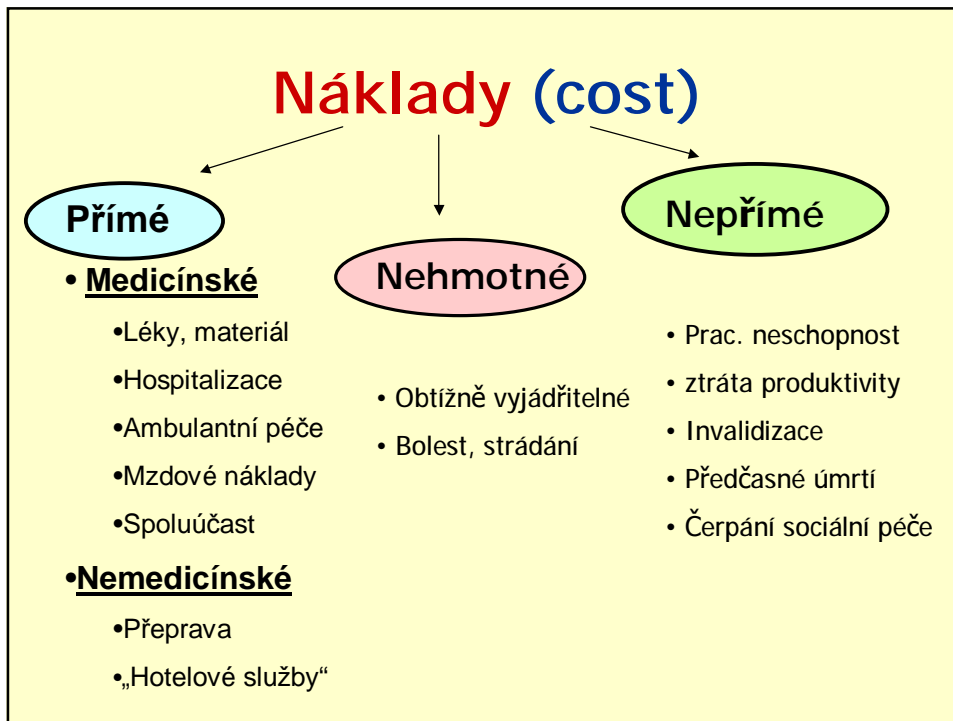 Náklady (cost)
Přímé
• Medicínské
•Léky, materiál
•Hospitalizace
•Ambulantní péče
•Mzdové náklady
•Spoluúčast
•Nemedicínské
•Přeprava
•„Hotelové služby“
Nehmotné
• Obtížně vyjádřitelné
• Bolest, strádání
Nepřímé
• Prac. neschopnost
• ztráta produktivity
• Invalidizace
• Předčasné úmrtí
• Čerpání sociální péče